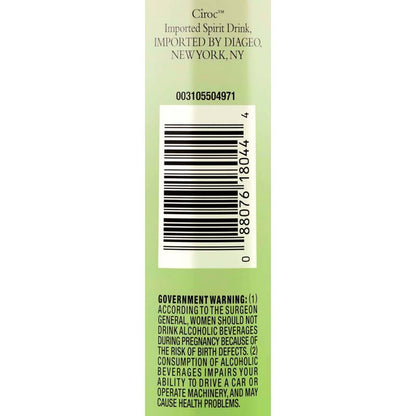 Cîroc™
Imported Spirit Drink,
IMPORTED BY DIAGEO,
NEW YORK, NY
003105504971
0 88076 18044 4
GOVERNMENT WARNING: (1)
ACCORDING TO THE SURGEON
GENERAL, WOMEN SHOULD NOT
DRINK ALCOHOLIC BEVERAGES
DURING PREGNANCY BECAUSE OF
THE RISK OF BIRTH DEFECTS. (2)
CONSUMPTION OF ALCOHOLIC
BEVERAGES IMPAIRS YOUR
ABILITY TO DRIVE A CAR OR
OPERATE MACHINERY, AND MAY
CAUSE HEALTH PROBLEMS.